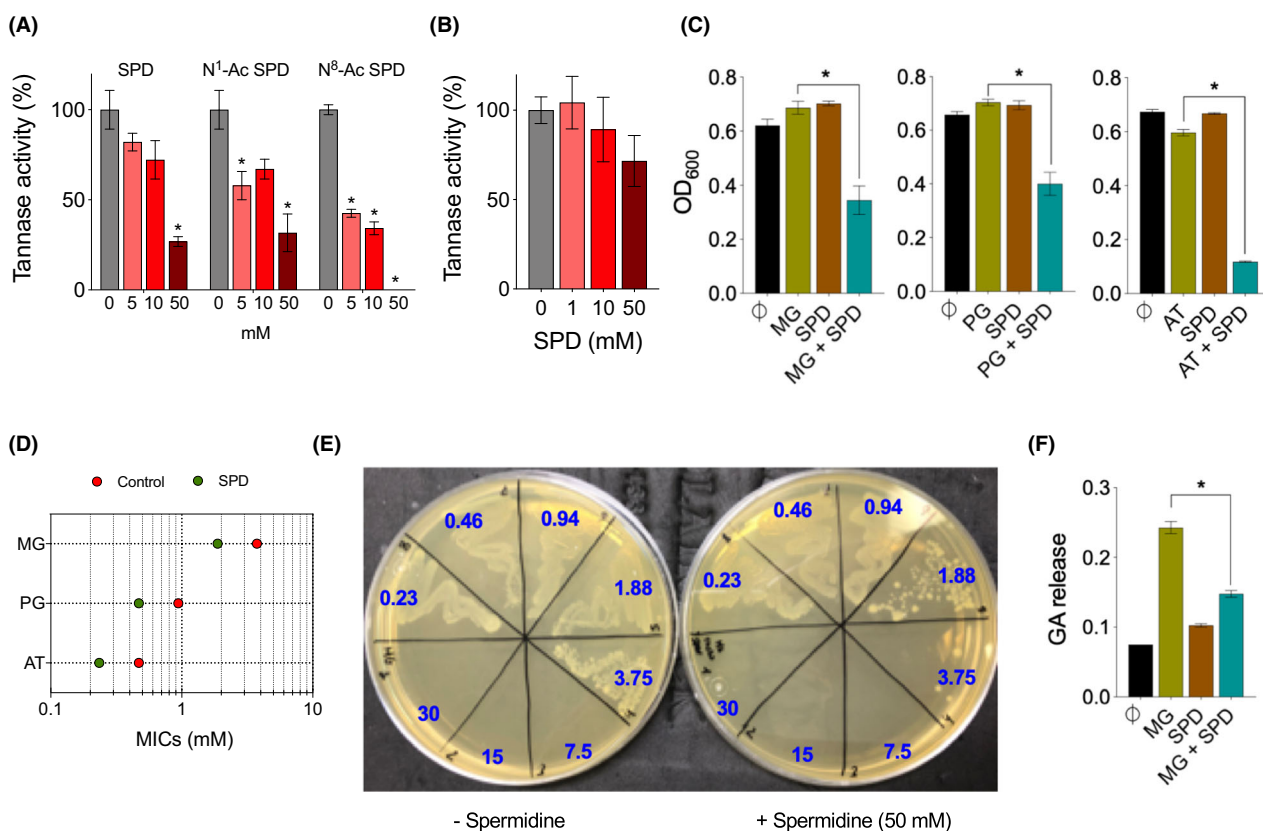 (A)
SPD
N¹-Ac SPD
N⁸-Ac SPD
Tannase activity (%)
100
50
0
*
*
*
*
*
*
0 5 10 50
0 5 10 50
0 5 10 50
mM
(B)
Tannase activity (%)
100
50
0
0 1 10 50
SPD (mM)
(C)
OD₆₀₀
0.8
0.6
0.4
0.2
0.0
*
ϕ
MG
SPD
MG + SPD
0.8
0.6
0.4
0.2
0.0
*
ϕ
PG
SPD
PG + SPD
0.8
0.6
0.4
0.2
0.0
*
ϕ
AT
SPD
AT + SPD
(D)
Control
SPD
MG
PG
AT
0.1
1
10
MICs (mM)
(E)
0.46
0.94
1.88
3.75
7.5
15
30
0.23
0.46
0.94
1.88
3.75
7.5
15
30
0.23
- Spermidine
+ Spermidine (50 mM)
(F)
GA release
0.3
0.2
0.1
0.0
*
ϕ
MG
SPD
MG + SPD